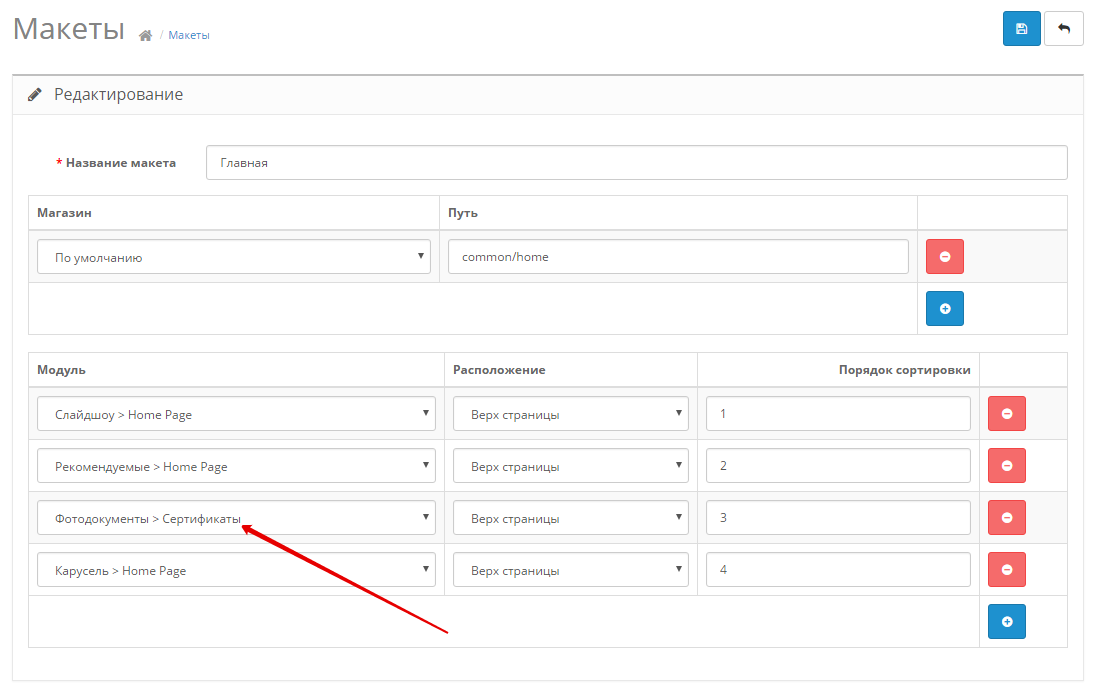 Макеты / Макеты
Редактирование
* Название макета Главная
Магазин Путь
По умолчанию common/home
Модуль Расположение Порядок сортировки
Слайдшоу > Home Page Верх страницы 1
Рекомендуемые > Home Page Верх страницы 2
Фотодокументы > Сертификаты Верх страницы 3
Карусель > Home Page Верх страницы 4